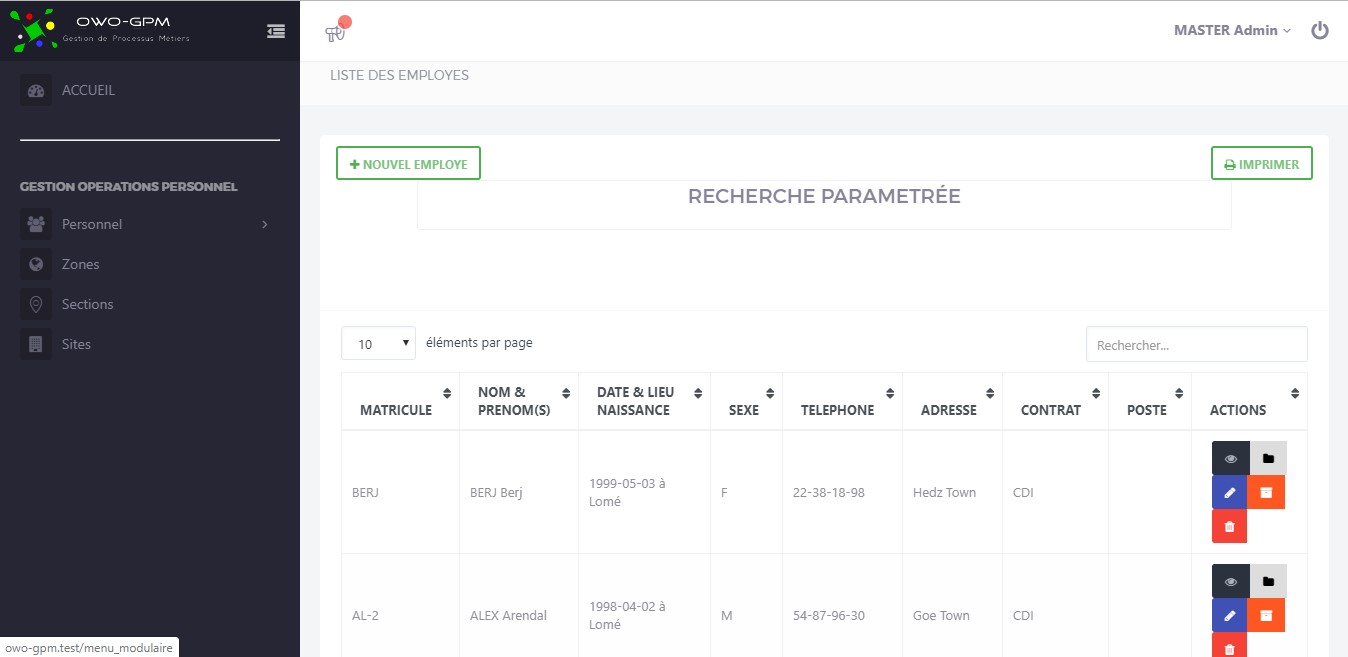 OWO-GPM
Gestion de Processus Métiers
MASTER Admin
LISTE DES EMPLOYES
ACCUEIL
GESTION OPERATIONS PERSONNEL
Personnel
Zones
Sections
Sites
NOUVEL EMPLOYE
IMPRIMER
RECHERCHE PARAMETRÉE
10 éléments par page
Rechercher...
MATRICULE
NOM &
PRENOM(S)
DATE & LIEU
NAISSANCE
SEXE
TELEPHONE
ADRESSE
CONTRAT
POSTE
ACTIONS
BERJ
BERJ Berj
1999-05-03 à
Lomé
F
22-38-18-98
Hedz Town
CDI
AL-2
ALEX Arendal
1998-04-02 à
Lomé
M
54-87-96-30
Goe Town
CDI
owo-gpm.test/menu_modulaire